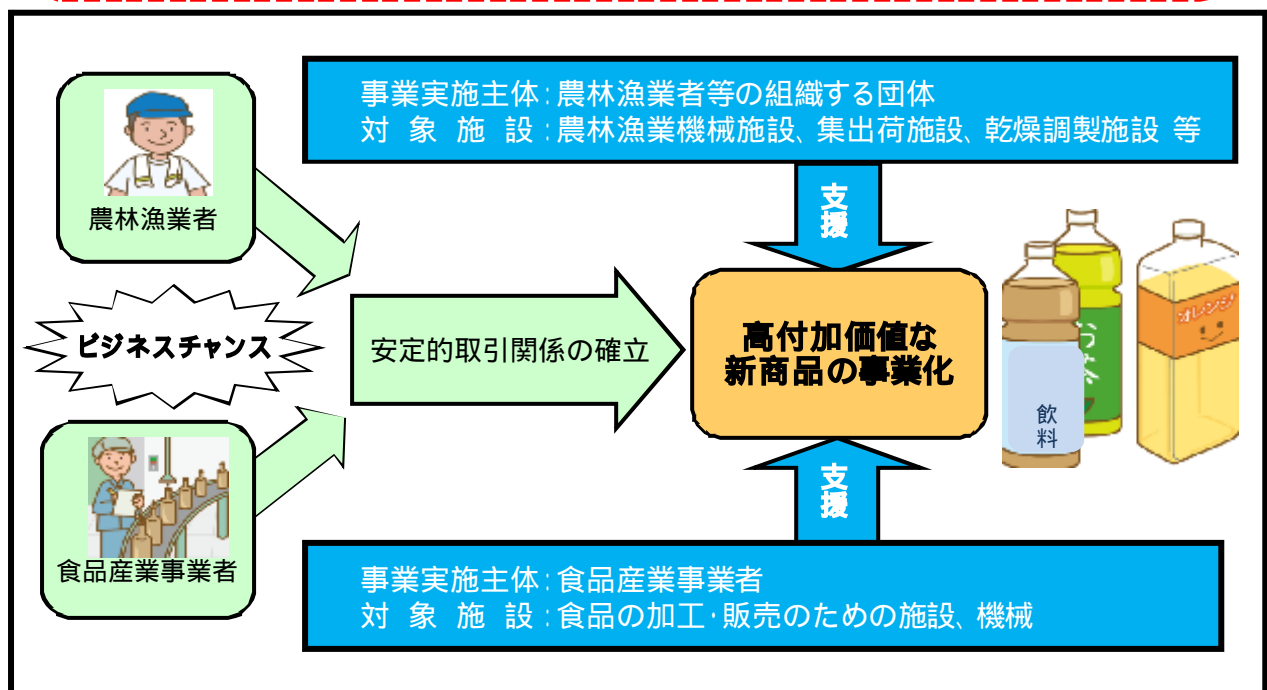 事業実施主体：農林漁業者等の組織する団体
対象施設：農林漁業機械施設、集出荷施設、乾燥調製施設 等
支援
農林漁業者
ビジネスチャンス
安定的取引関係の確立
高付加価値な
新商品の事業化
オレンジ
お茶
飲料
支援
食品産業事業者
事業実施主体：食品産業事業者
対象施設：食品の加工・販売のための施設、機械